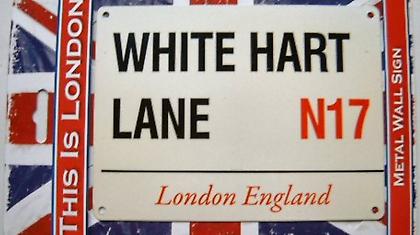 THIS IS LONDON
WHITE HART
LANE N17
London England
METAL WALL SIGN